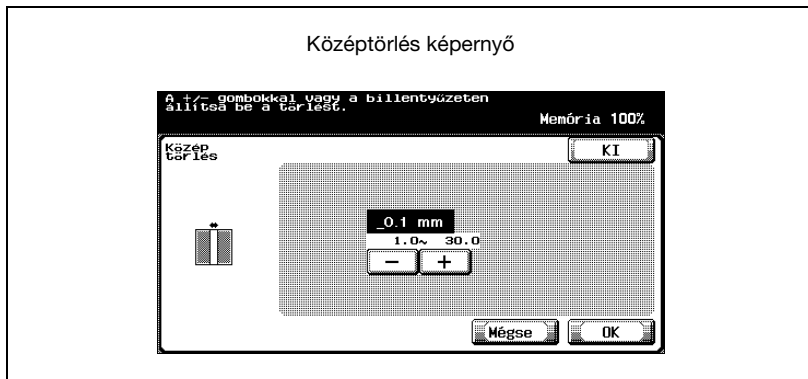 Középtörlés képernyő
A +/- gombokkal vagy a billentyűzeten
állítsa be a törlést.
Memória 100%
Közép
törlés
KI
_0.1 mm
1.0~ 30.0
− +
Mégse OK